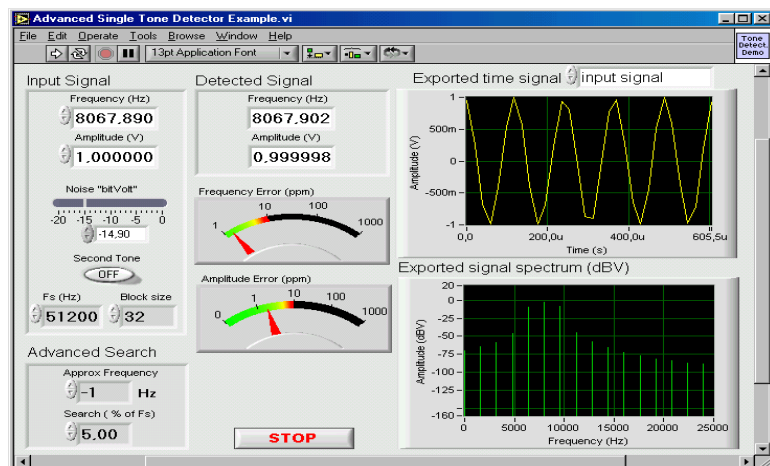 Advanced Single Tone Detector Example.vi
File Edit Operate Tools Browse Window Help
13pt Application Font
Tone
Detect.
Demo
Input Signal
Frequency (Hz)
8067,890
Amplitude (V)
1,000000
Noise "bitVolt"
-20 -15 -10 -5 0
-14,90
Second Tone
OFF
Fs (Hz) Block size
51200 32
Advanced Search
Approx Frequency
-1 Hz
Search ( % of Fs)
5,00
Detected Signal
Frequency (Hz)
8067,902
Amplitude (V)
0,999998
Frequency Error (ppm)
1 10 100 1000
Amplitude Error (ppm)
0 1 10 100 1000
STOP
Exported time signal input signal
Amplitude (V)
1
500m
0
-500m
-1
0,0 200,0u 400,0u 605,5u
Time (s)
Exported signal spectrum (dBV)
Amplitude (dBV)
20
0
-25
-50
-75
-100
-125
-160
0 5000 10000 15000 20000 25000
Frequency (Hz)